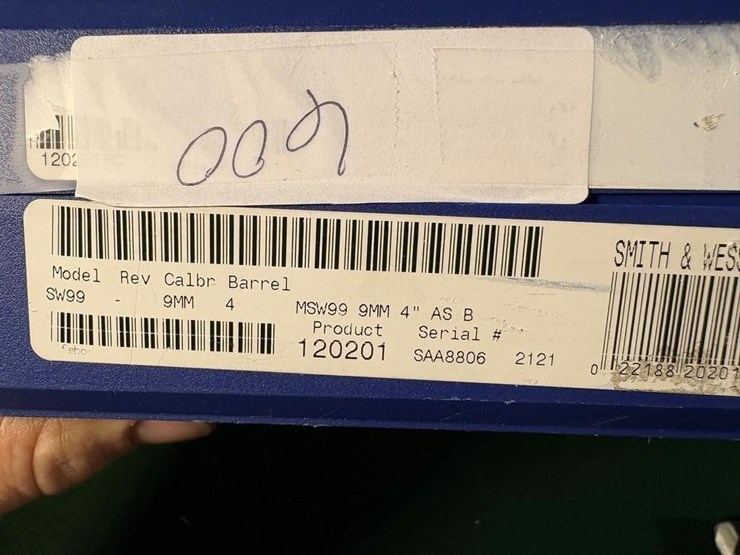 009
1202
SMITH & WES
Model Rev Calbr Barrel
SW99 - 9MM 4
MSW99 9MM 4" AS B
Product Serial #
120201 SAA8806 2121
0 22188 20201